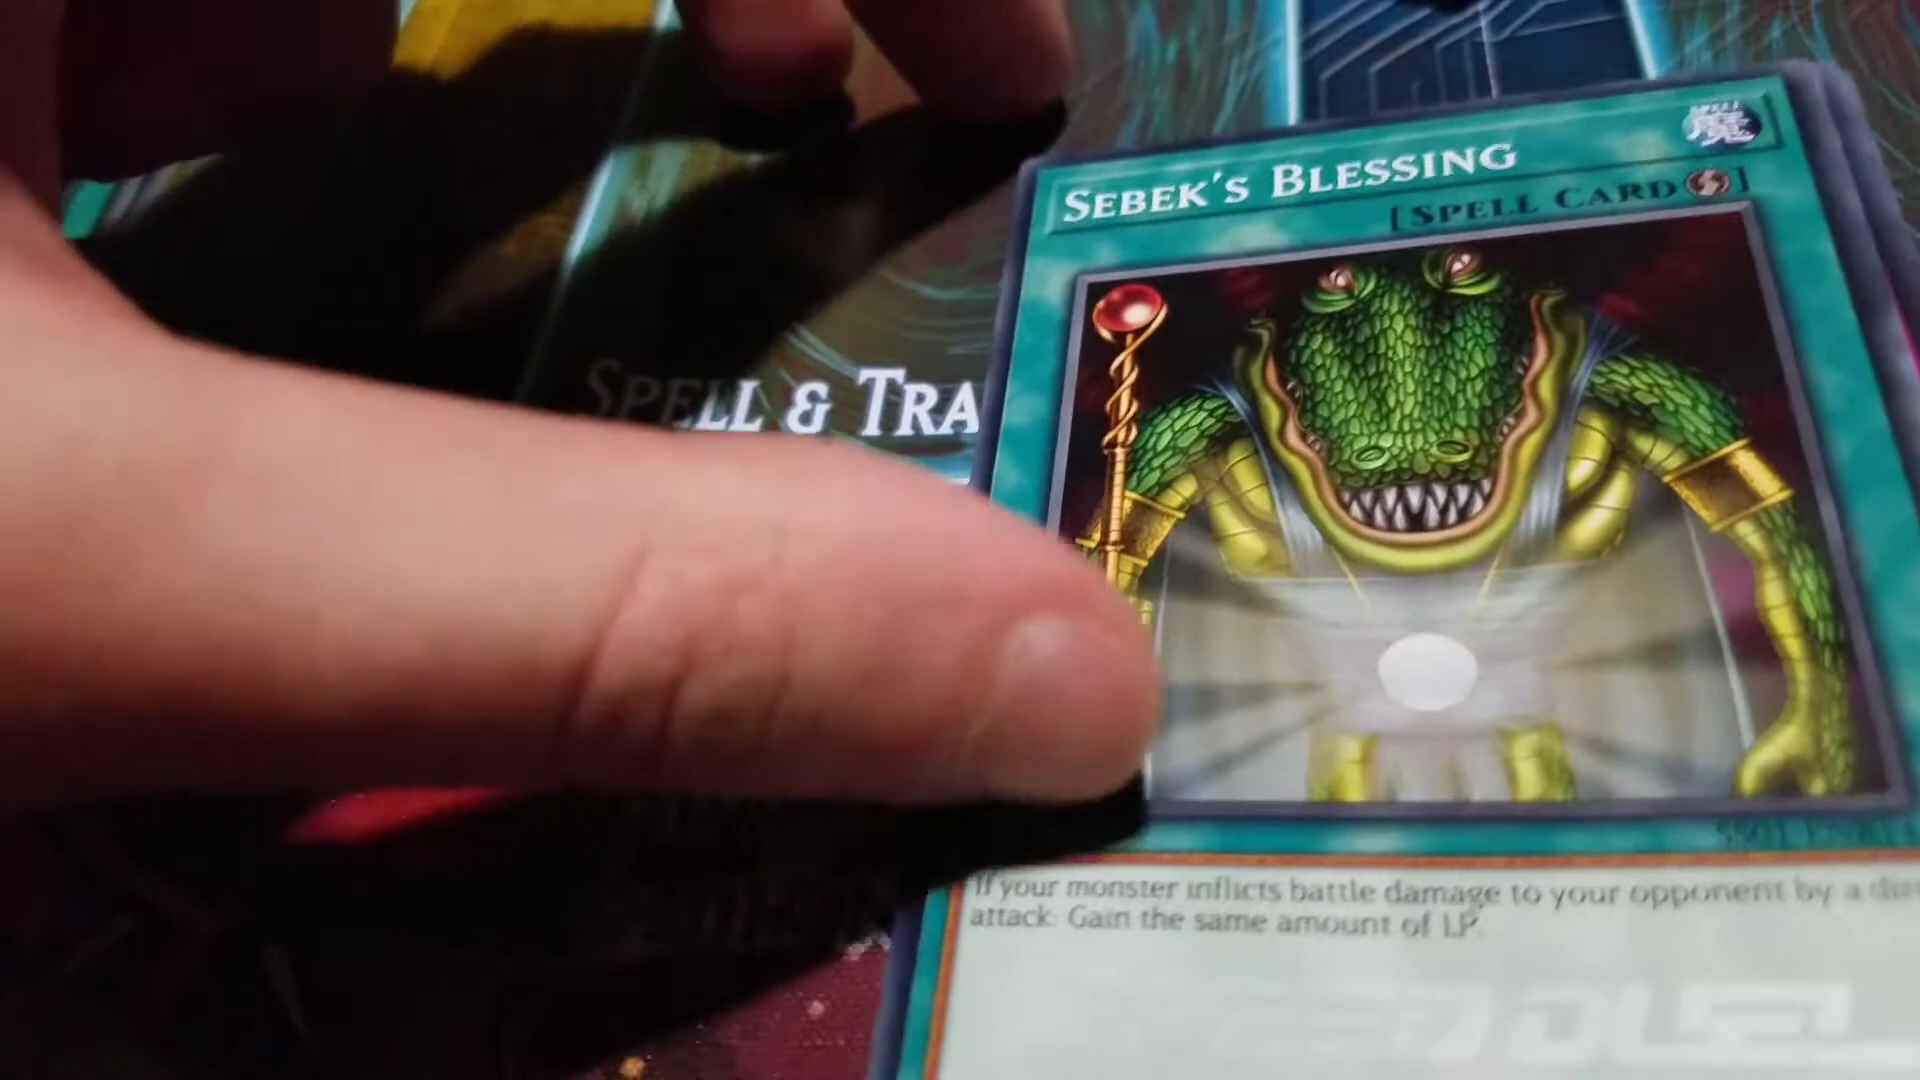 SEBEK'S BLESSING
[SPELL CARD]
SPELL & TRA
If your monster inflicts battle damage to your opponent by a
attack: Gain the same amount of LP.